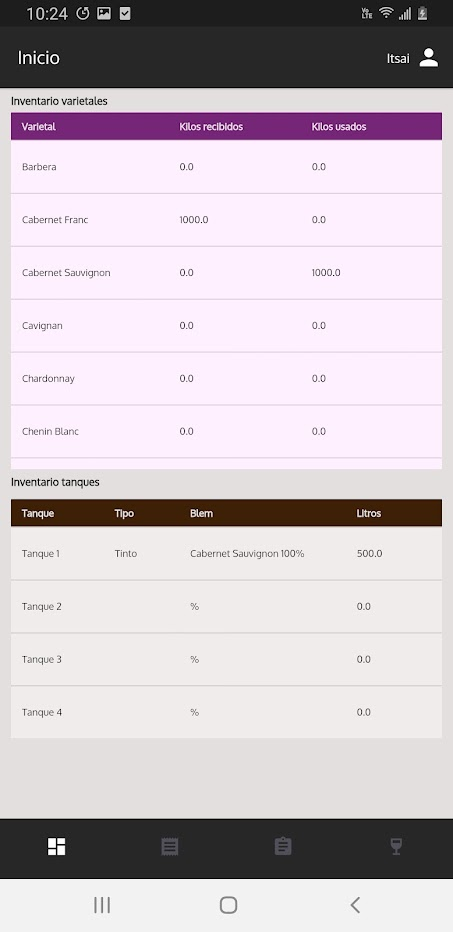 10:24
Vo LTE
Inicio
Itsai
Inventario varietales
Varietal Kilos recibidos Kilos usados
Barbera 0.0 0.0
Cabernet Franc 1000.0 0.0
Cabernet Sauvignon 0.0 1000.0
Cavignan 0.0 0.0
Chardonnay 0.0 0.0
Chenin Blanc 0.0 0.0
Inventario tanques
Tanque Tipo Blem Litros
Tanque 1 Tinto Cabernet Sauvignon 100% 500.0
Tanque 2 % 0.0
Tanque 3 % 0.0
Tanque 4 % 0.0